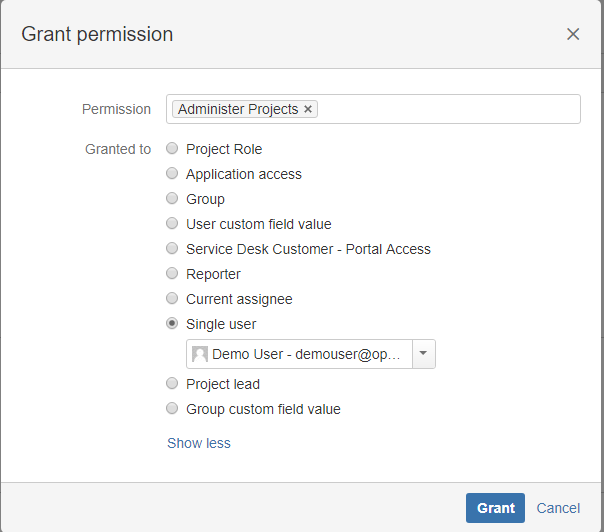 Grant permission
Permission
Administer Projects
Granted to
Project Role
Application access
Group
User custom field value
Service Desk Customer - Portal Access
Reporter
Current assignee
Single user
Demo User - demouser@op...
Project lead
Group custom field value
Show less
Grant Cancel